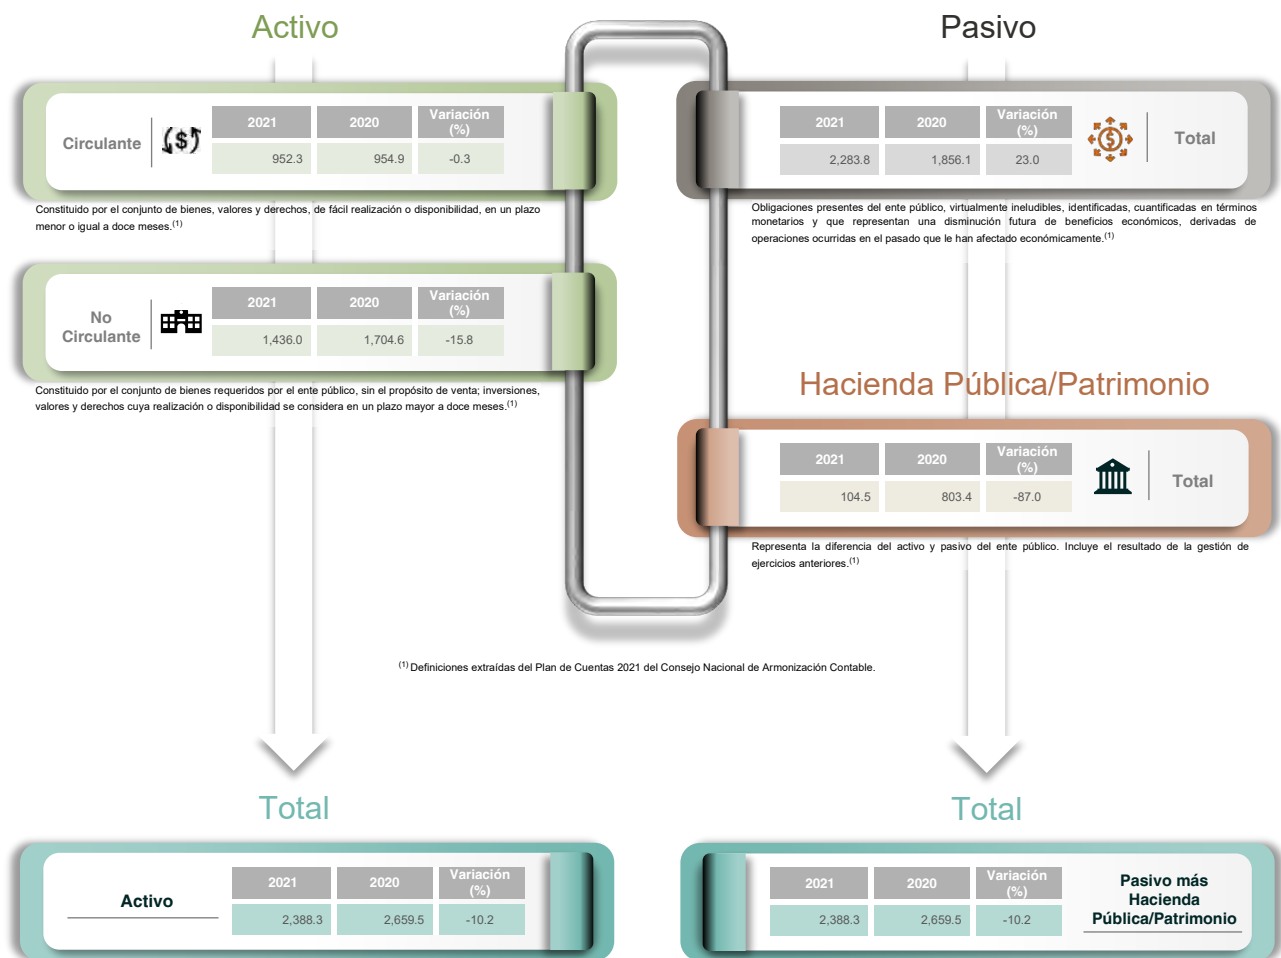 Activo
Circulante
2021 2020 Variación (%)
952.3 954.9 -0.3
Constituido por el conjunto de bienes, valores y derechos, de fácil realización o disponibilidad, en un plazo
menor o igual a doce meses.(1)
No
Circulante
2021 2020 Variación (%)
1,436.0 1,704.6 -15.8
Constituido por el conjunto de bienes requeridos por el ente público, sin el propósito de venta; inversiones,
valores y derechos cuya realización o disponibilidad se considera en un plazo mayor a doce meses.(1)
Pasivo
2021 2020 Variación (%)
2,283.8 1,856.1 23.0
Total
Obligaciones presentes del ente público, virtualmente ineludibles, identificadas, cuantificadas en términos
monetarios y que representan una disminución futura de beneficios económicos, derivadas de
operaciones ocurridas en el pasado que le han afectado económicamente.(1)
Hacienda Pública/Patrimonio
2021 2020 Variación (%)
104.5 803.4 -87.0
Total
Representa la diferencia del activo y pasivo del ente público. Incluye el resultado de la gestión de
ejercicios anteriores.(1)
(1) Definiciones extraídas del Plan de Cuentas 2021 del Consejo Nacional de Armonización Contable.
Total
Activo
2021 2020 Variación (%)
2,388.3 2,659.5 -10.2
Total
2021 2020 Variación (%)
2,388.3 2,659.5 -10.2
Pasivo más
Hacienda
Pública/Patrimonio